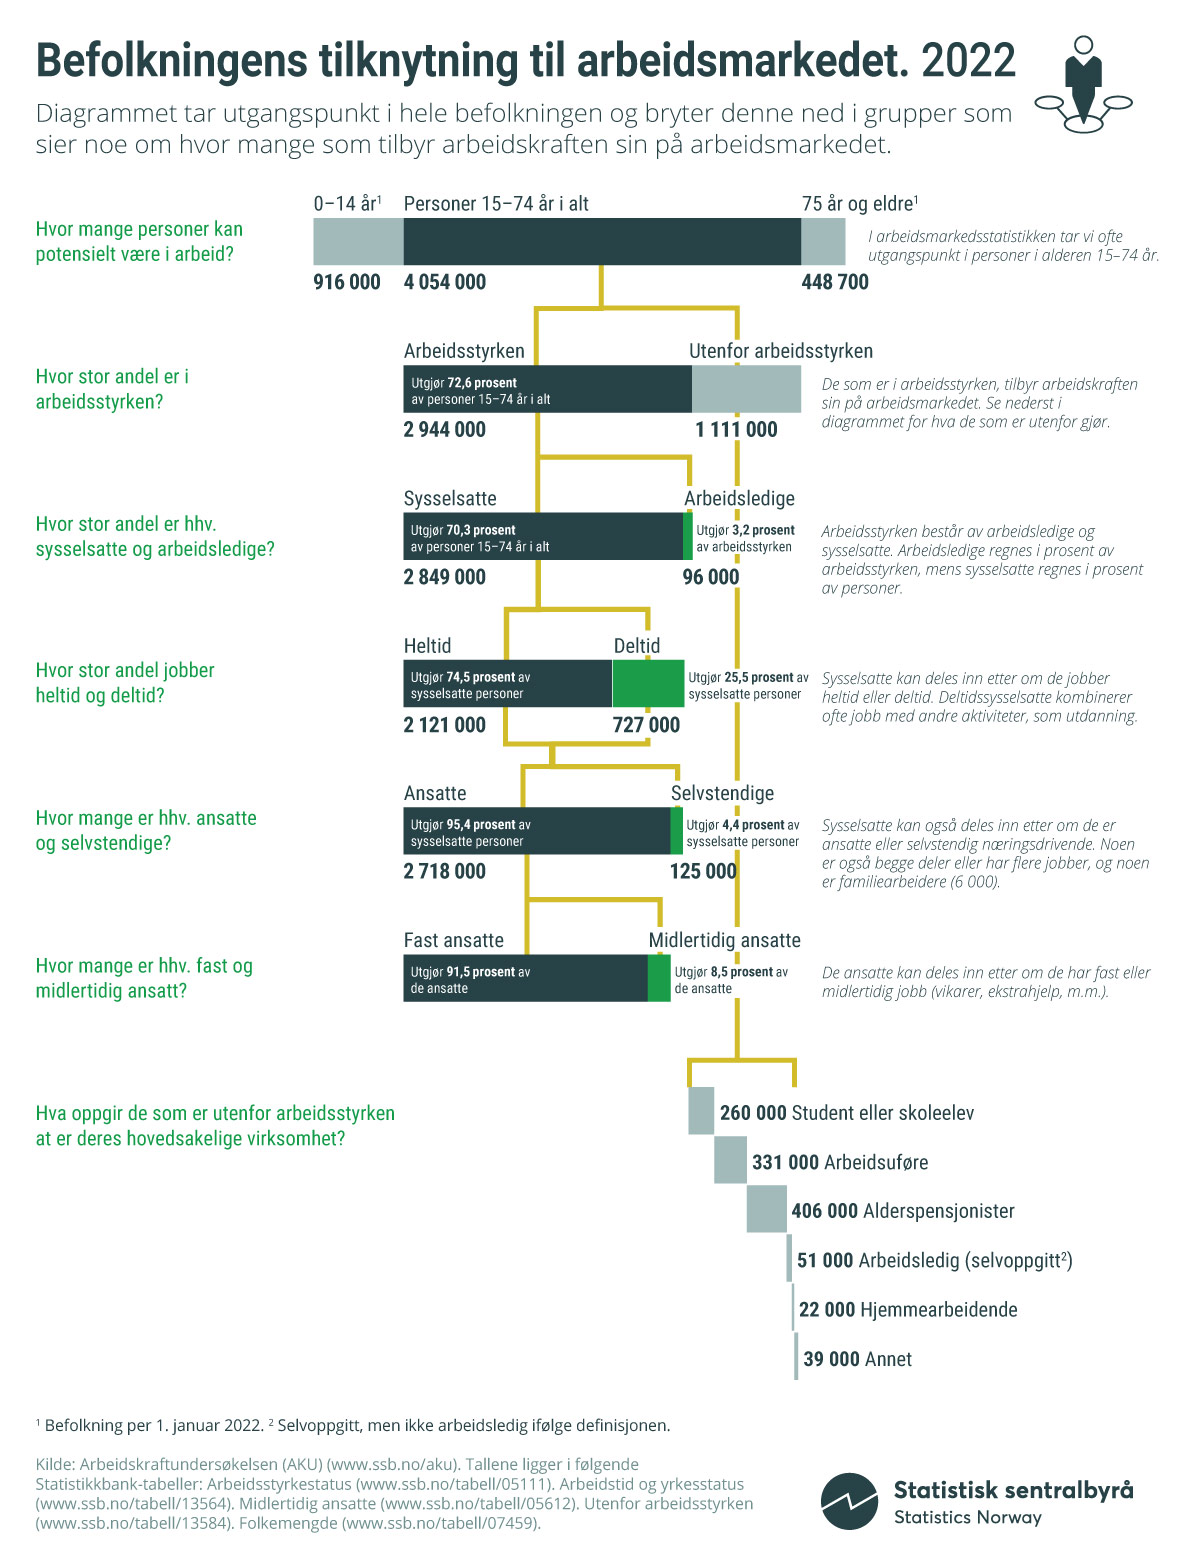 Befolkningens tilknytning til arbeidsmarkedet. 2022
Diagrammet tar utgangspunkt i hele befolkningen og bryter denne ned i grupper som
sier noe om hvor mange som tilbyr arbeidskraften sin på arbeidsmarkedet.
Hvor mange personer kan
potensielt være i arbeid?
0–14 år¹
Personer 15–74 år i alt
75 år og eldre¹
916 000
4 054 000
448 700
I arbeidsmarkedsstatistikken tar vi ofte
utgangspunkt i personer i alderen 15–74 år.
Hvor stor andel er i
arbeidsstyrken?
Arbeidsstyrken
Utenfor arbeidsstyrken
Utgjør 72,6 prosent
av personer 15–74 år i alt
2 944 000
1 111 000
De som er i arbeidsstyrken, tilbyr arbeidskraften
sin på arbeidsmarkedet. Se nederst i
diagrammet for hva de som er utenfor gjør.
Hvor stor andel er hhv.
sysselsatte og arbeidsledige?
Sysselsatte
Arbeidsledige
Utgjør 70,3 prosent
av personer 15–74 år i alt
Utgjør 3,2 prosent
av arbeidsstyrken
2 849 000
96 000
Arbeidsstyrken består av arbeidsledige og
sysselsatte. Arbeidsledige regnes i prosent av
arbeidsstyrken, mens sysselsatte regnes i prosent
av personer.
Hvor stor andel jobber
heltid og deltid?
Heltid
Deltid
Utgjør 74,5 prosent av
sysselsatte personer
Utgjør 25,5 prosent av
sysselsatte personer
2 121 000
727 000
Sysselsatte kan deles inn etter om de jobber
heltid eller deltid. Deltidssysselsatte kombinerer
ofte jobb med andre aktiviteter, som utdanning.
Hvor mange er hhv. ansatte
og selvstendige?
Ansatte
Selvstendige
Utgjør 95,4 prosent av
sysselsatte personer
Utgjør 4,4 prosent av
sysselsatte personer
2 718 000
125 000
Sysselsatte kan også deles inn etter om de er
ansatte eller selvstendig næringsdrivende. Noen
er også begge deler eller har flere jobber, og noen
er familiearbeidere (6 000).
Hvor mange er hhv. fast og
midlertidig ansatt?
Fast ansatte
Midlertidig ansatte
Utgjør 91,5 prosent av
de ansatte
Utgjør 8,5 prosent av
de ansatte
De ansatte kan deles inn etter om de har fast eller
midlertidig jobb (vikarer, ekstrahjelp, m.m.).
Hva oppgir de som er utenfor arbeidsstyrken
at er deres hovedsakelige virksomhet?
260 000 Student eller skoleelev
331 000 Arbeidsuføre
406 000 Alderspensjonister
51 000 Arbeidsledig (selvoppgitt²)
22 000 Hjemmearbeidende
39 000 Annet
¹ Befolkning per 1. januar 2022. ² Selvoppgitt, men ikke arbeidsledig ifølge definisjonen.
Kilde: Arbeidskraftundersøkelsen (AKU) (www.ssb.no/aku). Tallene ligger i følgende
Statistikkbank-tabeller: Arbeidsstyrkestatus (www.ssb.no/tabell/05111). Arbeidstid og yrkesstatus
(www.ssb.no/tabell/13564). Midlertidig ansatte (www.ssb.no/tabell/05612). Utenfor arbeidsstyrken
(www.ssb.no/tabell/13584). Folkemengde (www.ssb.no/tabell/07459).
Statistisk sentralbyrå
Statistics Norway